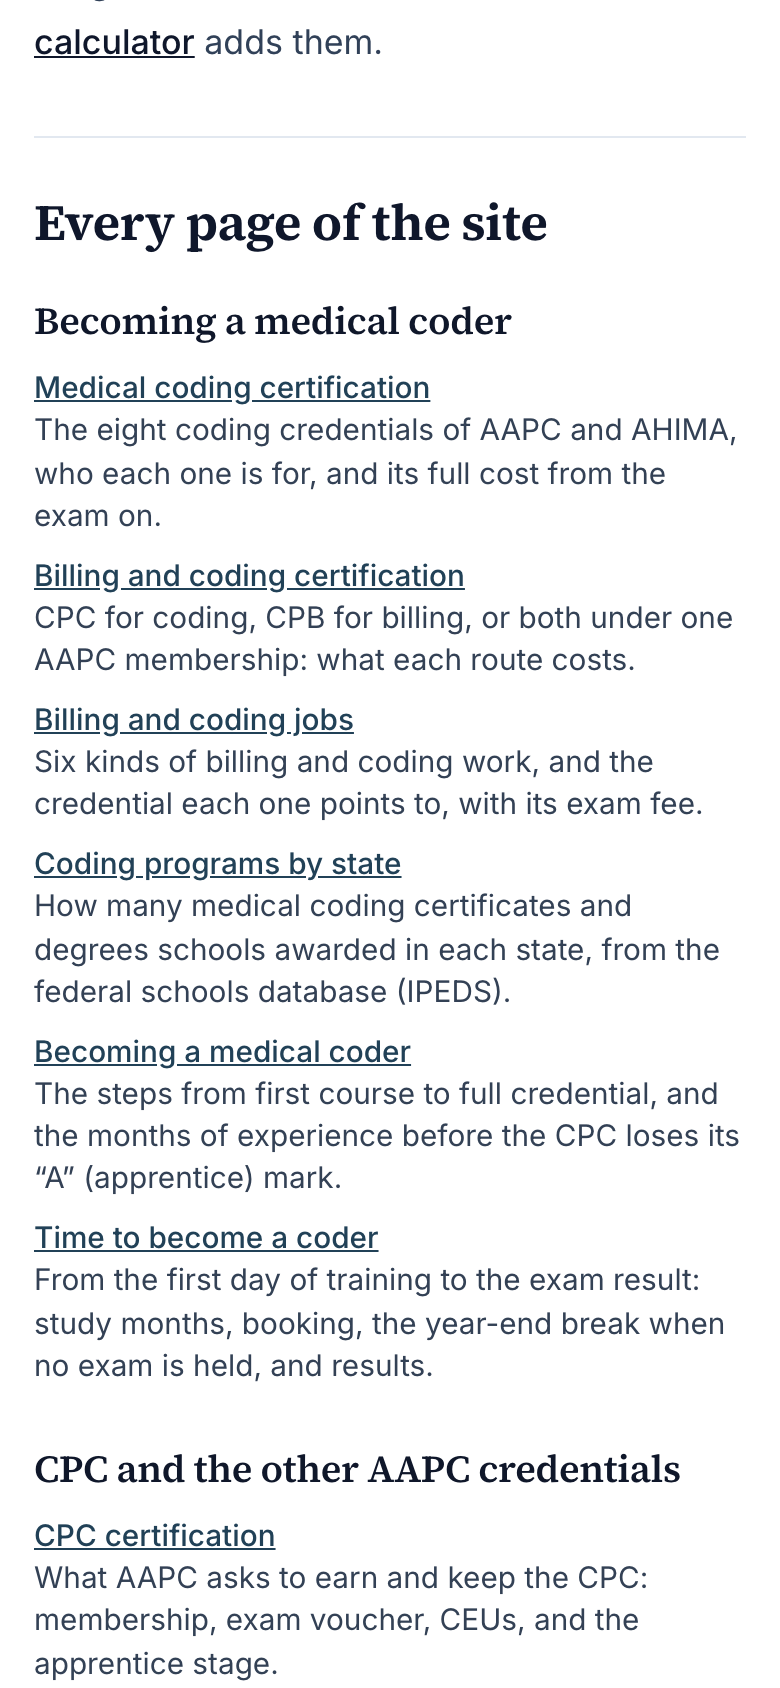 calculator adds them.
Every page of the site
Becoming a medical coder
Medical coding certification
The eight coding credentials of AAPC and AHIMA,
who each one is for, and its full cost from the
exam on.
Billing and coding certification
CPC for coding, CPB for billing, or both under one
AAPC membership: what each route costs.
Billing and coding jobs
Six kinds of billing and coding work, and the
credential each one points to, with its exam fee.
Coding programs by state
How many medical coding certificates and
degrees schools awarded in each state, from the
federal schools database (IPEDS).
Becoming a medical coder
The steps from first course to full credential, and
the months of experience before the CPC loses its
“A” (apprentice) mark.
Time to become a coder
From the first day of training to the exam result:
study months, booking, the year-end break when
no exam is held, and results.
CPC and the other AAPC credentials
CPC certification
What AAPC asks to earn and keep the CPC:
membership, exam voucher, CEUs, and the
apprentice stage.